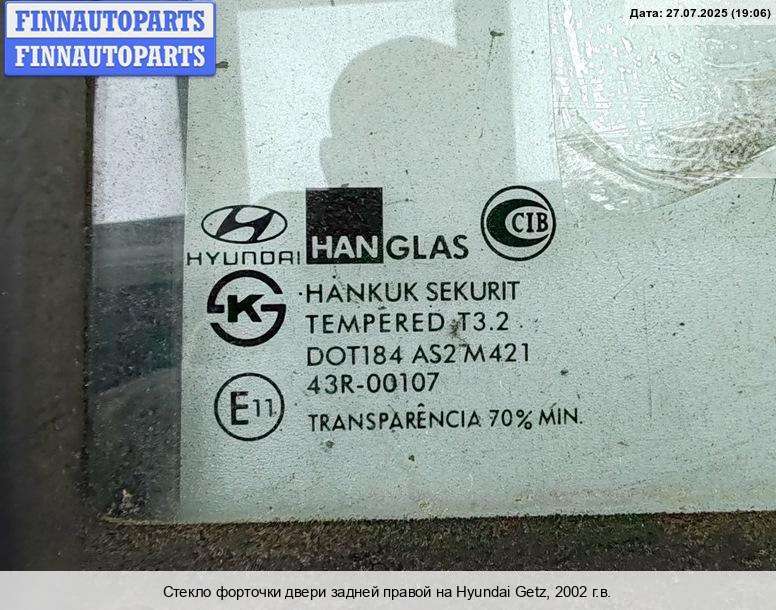 FINNAUTOPARTS
FINNAUTOPARTS
Дата: 27.07.2025 (19:06)
HYUNDAI
HANGLAS
CIB
KS
HANKUK SEKURIT
TEMPERED T3.2
DOT184 AS2 M421
43R-00107
E11
TRANSPARÊNCIA 70% MIN.
Стекло форточки двери задней правой на Hyundai Getz, 2002 г.в.